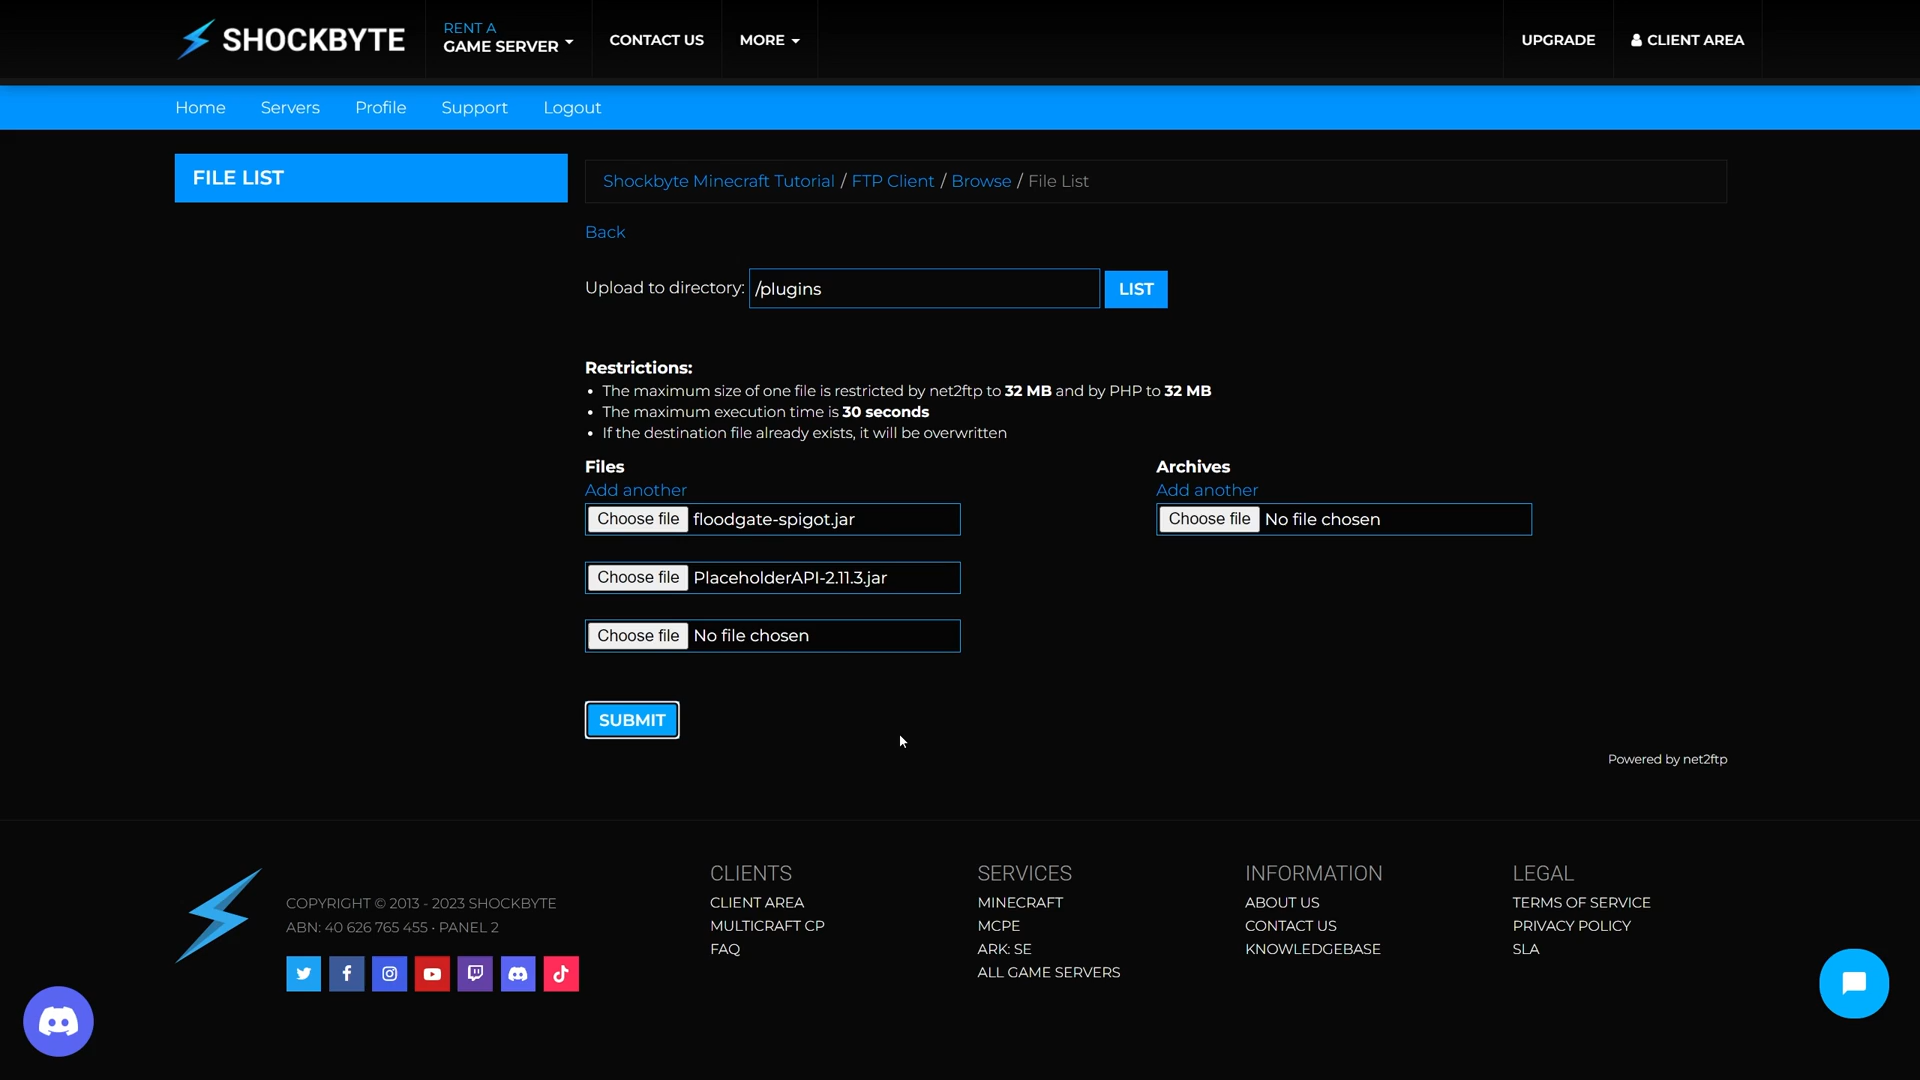 SHOCKBYTE
RENT A
GAME SERVER
CONTACT US
MORE
UPGRADE
CLIENT AREA
Home
Servers
Profile
Support
Logout
FILE LIST
Shockbyte Minecraft Tutorial / FTP Client / Browse / File List
Back
Upload to directory: /plugins LIST
Restrictions:
• The maximum size of one file is restricted by net2ftp to 32 MB and by PHP to 32 MB
• The maximum execution time is 30 seconds
• If the destination file already exists, it will be overwritten
Files
Add another
Choose file floodgate-spigot.jar
Choose file PlaceholderAPI-2.11.3.jar
Choose file No file chosen
Archives
Add another
Choose file No file chosen
SUBMIT
Powered by net2ftp
COPYRIGHT © 2013 - 2023 SHOCKBYTE
ABN: 40 626 765 455 · PANEL 2
CLIENTS
CLIENT AREA
MULTICRAFT CP
FAQ
SERVICES
MINECRAFT
MCPE
ARK: SE
ALL GAME SERVERS
INFORMATION
ABOUT US
CONTACT US
KNOWLEDGEBASE
LEGAL
TERMS OF SERVICE
PRIVACY POLICY
SLA